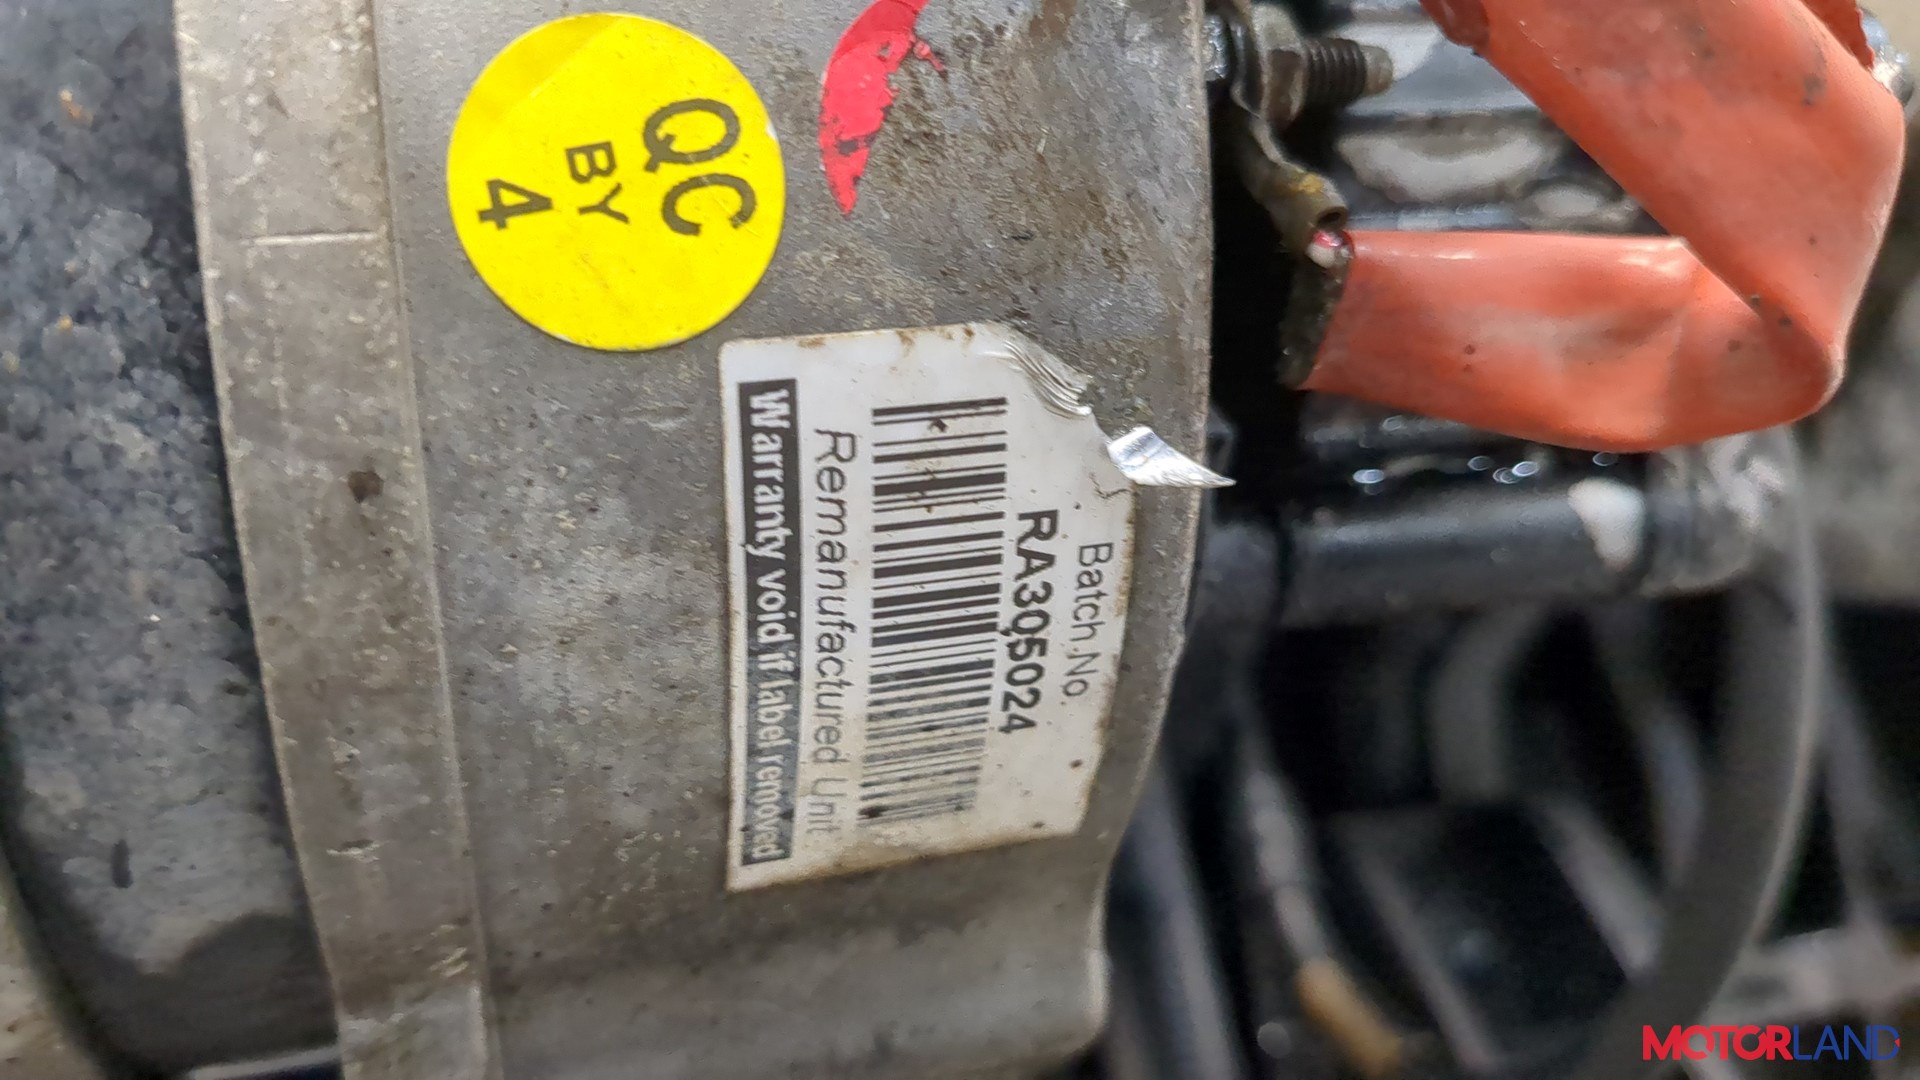 QC
BY
4
Batch No
RA305024
Remanufactured Unit
Warranty void if label removed
MOTORLAND